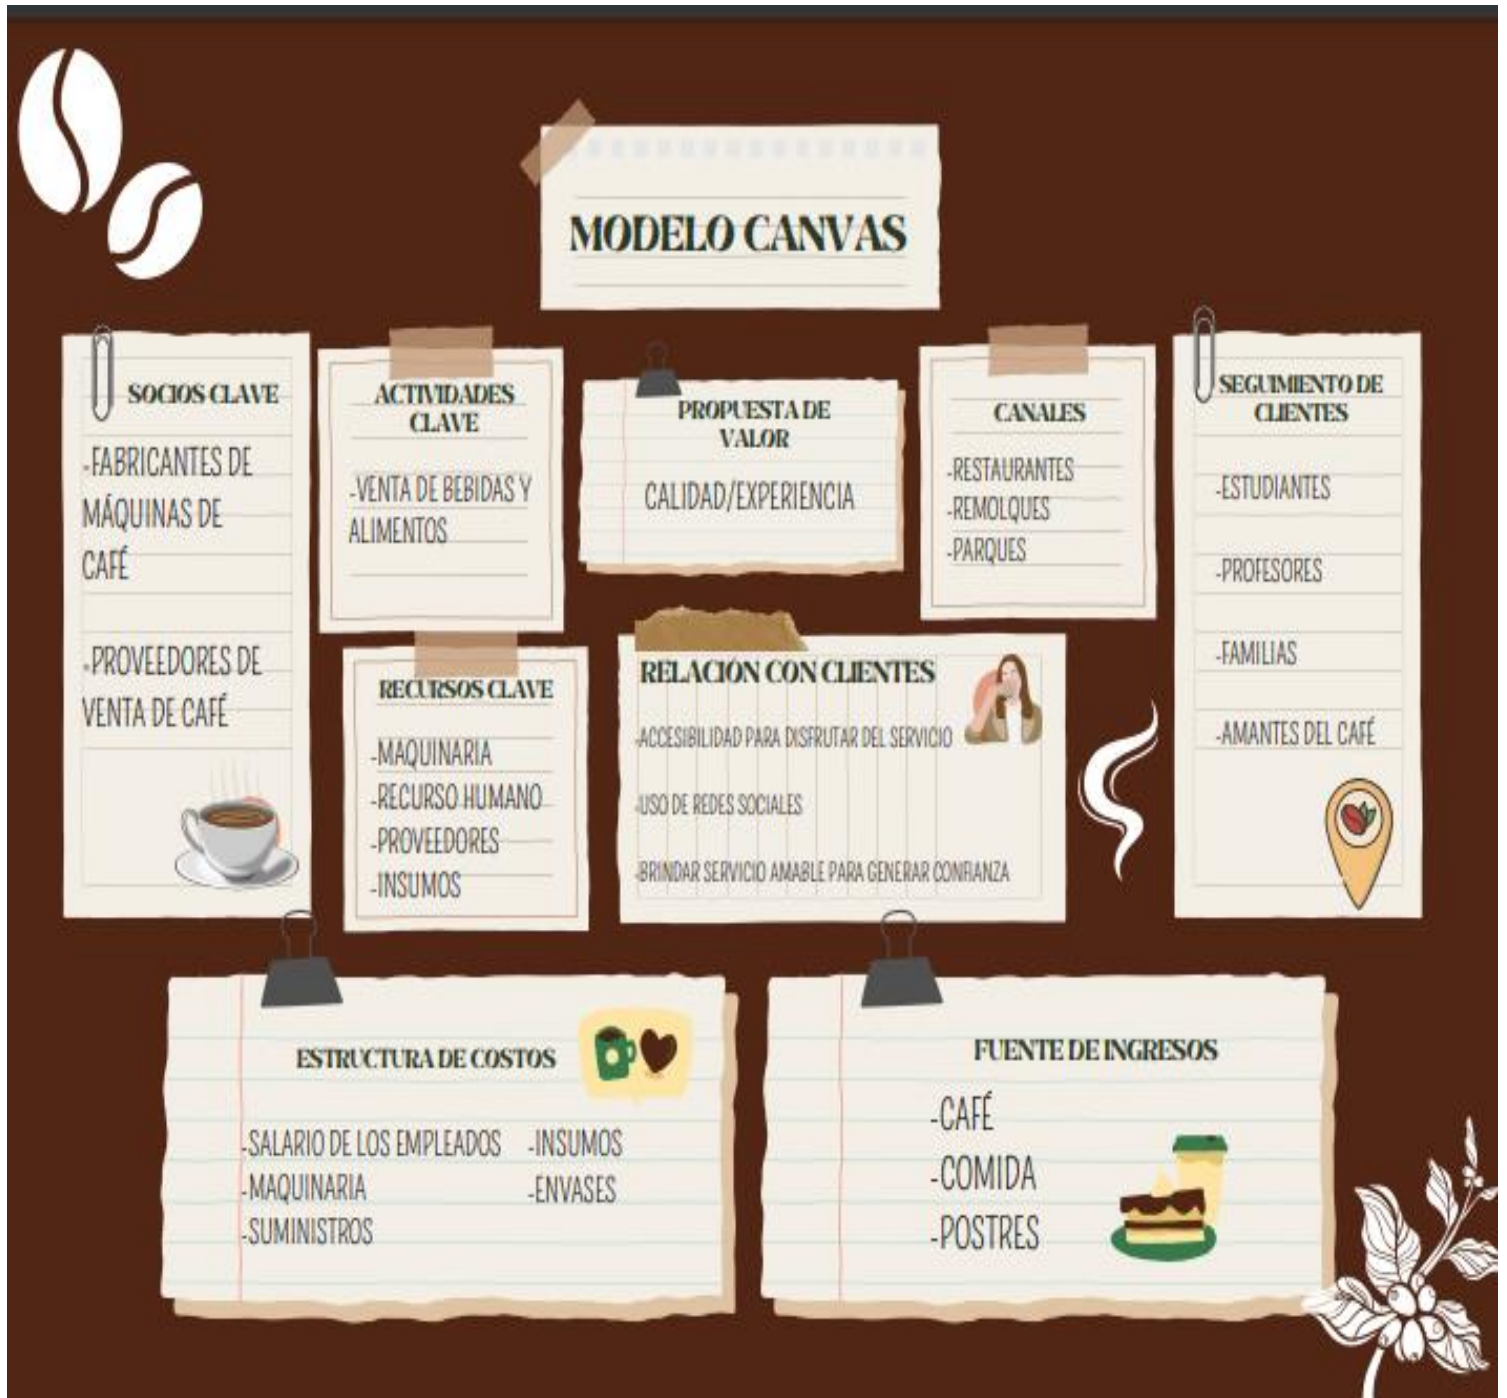 MODELO CANVAS
SOCIOS CLAVE
-FABRICANTES DE
MÁQUINAS DE
CAFÉ
-PROVEEDORES DE
VENTA DE CAFÉ
ACTIVIDADES
CLAVE
-VENTA DE BEBIDAS Y
ALIMENTOS
RECURSOS CLAVE
-MAQUINARIA
-RECURSO HUMANO
-PROVEEDORES
-INSUMOS
PROPUESTA DE
VALOR
CALIDAD/EXPERIENCIA
RELACIÓN CON CLIENTES
-ACCESIBILIDAD PARA DISFRUTAR DEL SERVICIO
-USO DE REDES SOCIALES
-BRINDAR SERVICIO AMABLE PARA GENERAR CONFIANZA
CANALES
-RESTAURANTES
-REMOLQUES
-PARQUES
SEGUIMIENTO DE
CLIENTES
-ESTUDIANTES
-PROFESORES
-FAMILIAS
-AMANTES DEL CAFÉ
ESTRUCTURA DE COSTOS
-SALARIO DE LOS EMPLEADOS
-MAQUINARIA
-SUMINISTROS
-INSUMOS
-ENVASES
FUENTE DE INGRESOS
-CAFÉ
-COMIDA
-POSTRES